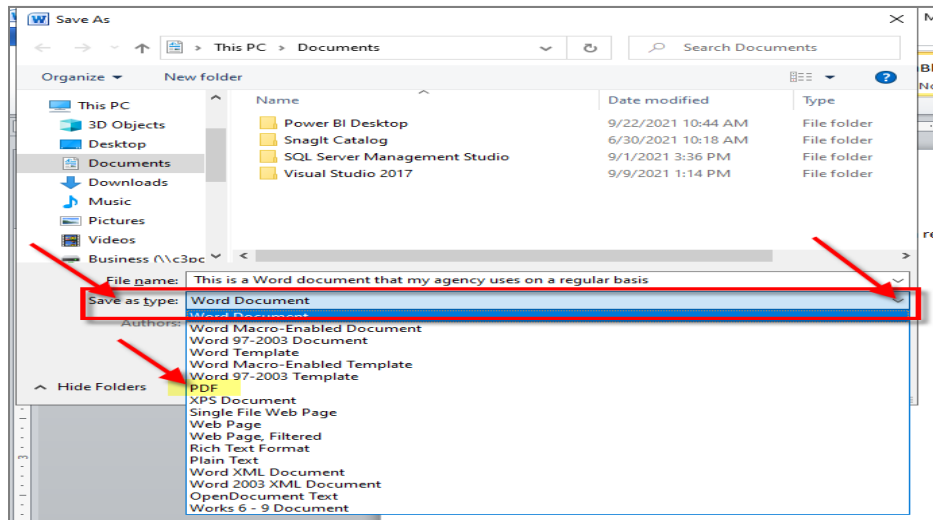 Save As
This PC > Documents
Search Documents
Organize
New folder
This PC
3D Objects
Desktop
Documents
Downloads
Music
Pictures
Videos
Business (\\c3pc
Name
Date modified
Type
Power BI Desktop
9/22/2021 10:44 AM
File folder
SnagIt Catalog
6/30/2021 10:18 AM
File folder
SQL Server Management Studio
9/1/2021 3:36 PM
File folder
Visual Studio 2017
9/9/2021 1:14 PM
File folder
File name: This is a Word document that my agency uses on a regular basis
Save as type: Word Document
Authors:
Word Document
Word Macro-Enabled Document
Word 97-2003 Document
Word Template
Word Macro-Enabled Template
Word 97-2003 Template
Hide Folders
PDF
XPS Document
Single File Web Page
Web Page
Web Page, Filtered
Rich Text Format
Plain Text
Word XML Document
Word 2003 XML Document
OpenDocument Text
Works 6 - 9 Document